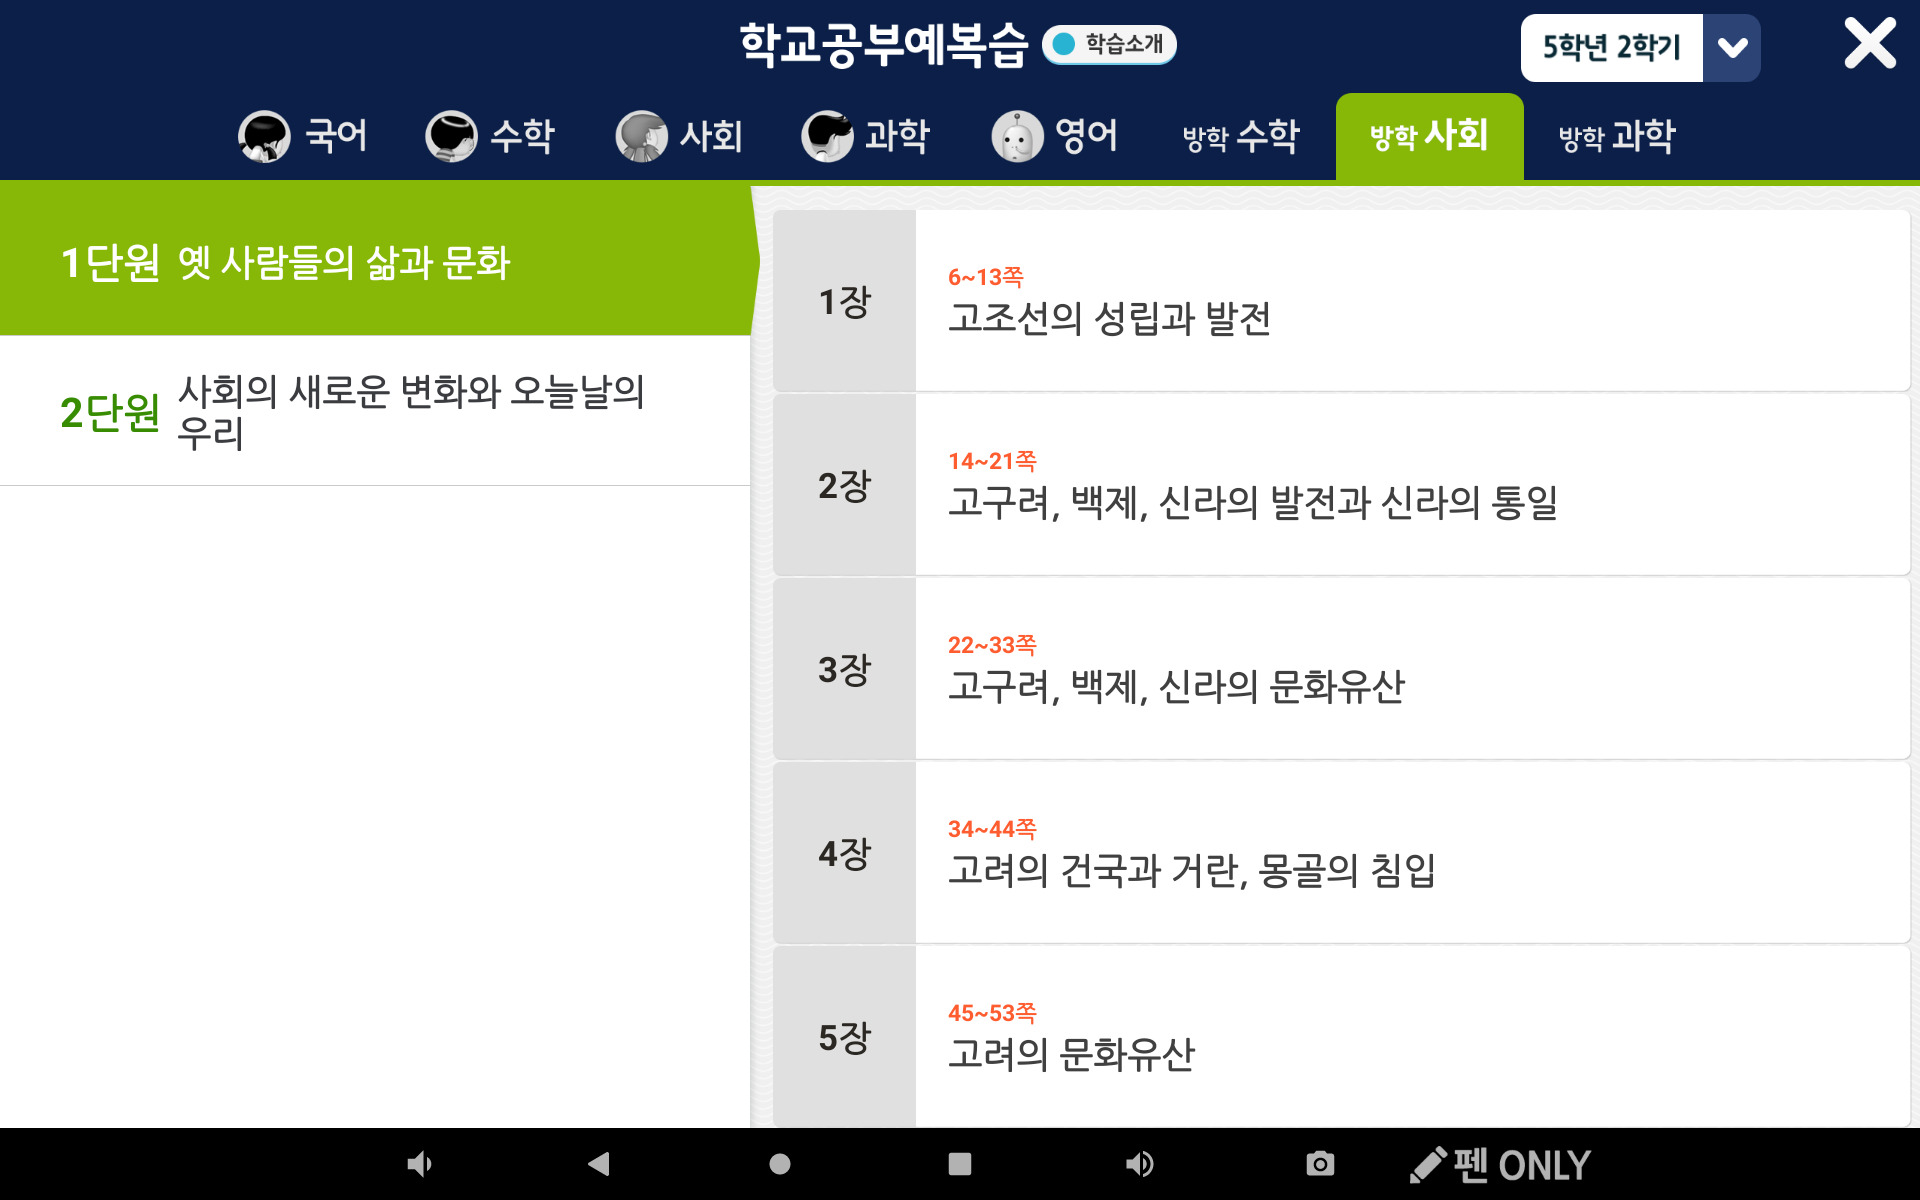 학교공부예복습
학습소개
5학년 2학기
국어
수학
사회
과학
영어
방학 수학
방학 사회
방학 과학
1단원 옛 사람들의 삶과 문화
2단원 사회의 새로운 변화와 오늘날의
우리
1장
6~13쪽
고조선의 성립과 발전
2장
14~21쪽
고구려, 백제, 신라의 발전과 신라의 통일
3장
22~33쪽
고구려, 백제, 신라의 문화유산
4장
34~44쪽
고려의 건국과 거란, 몽골의 침입
5장
45~53쪽
고려의 문화유산
펜 ONLY